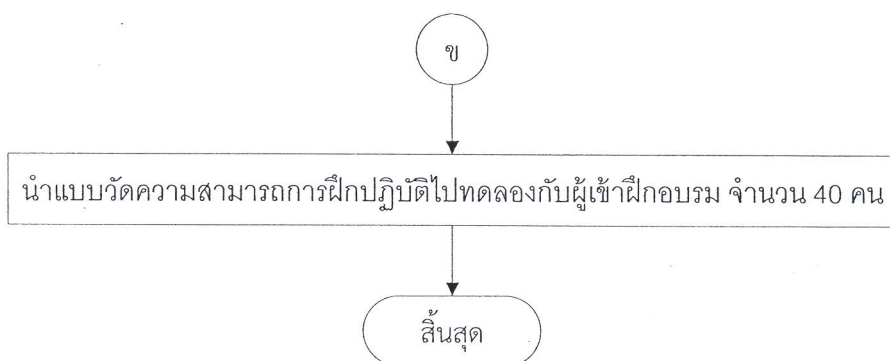 ข
นำแบบวัดความสามารถการฝึกปฏิบัติไปทดลองกับผู้เข้าฝึกอบรม จำนวน 40 คน
สิ้นสุด